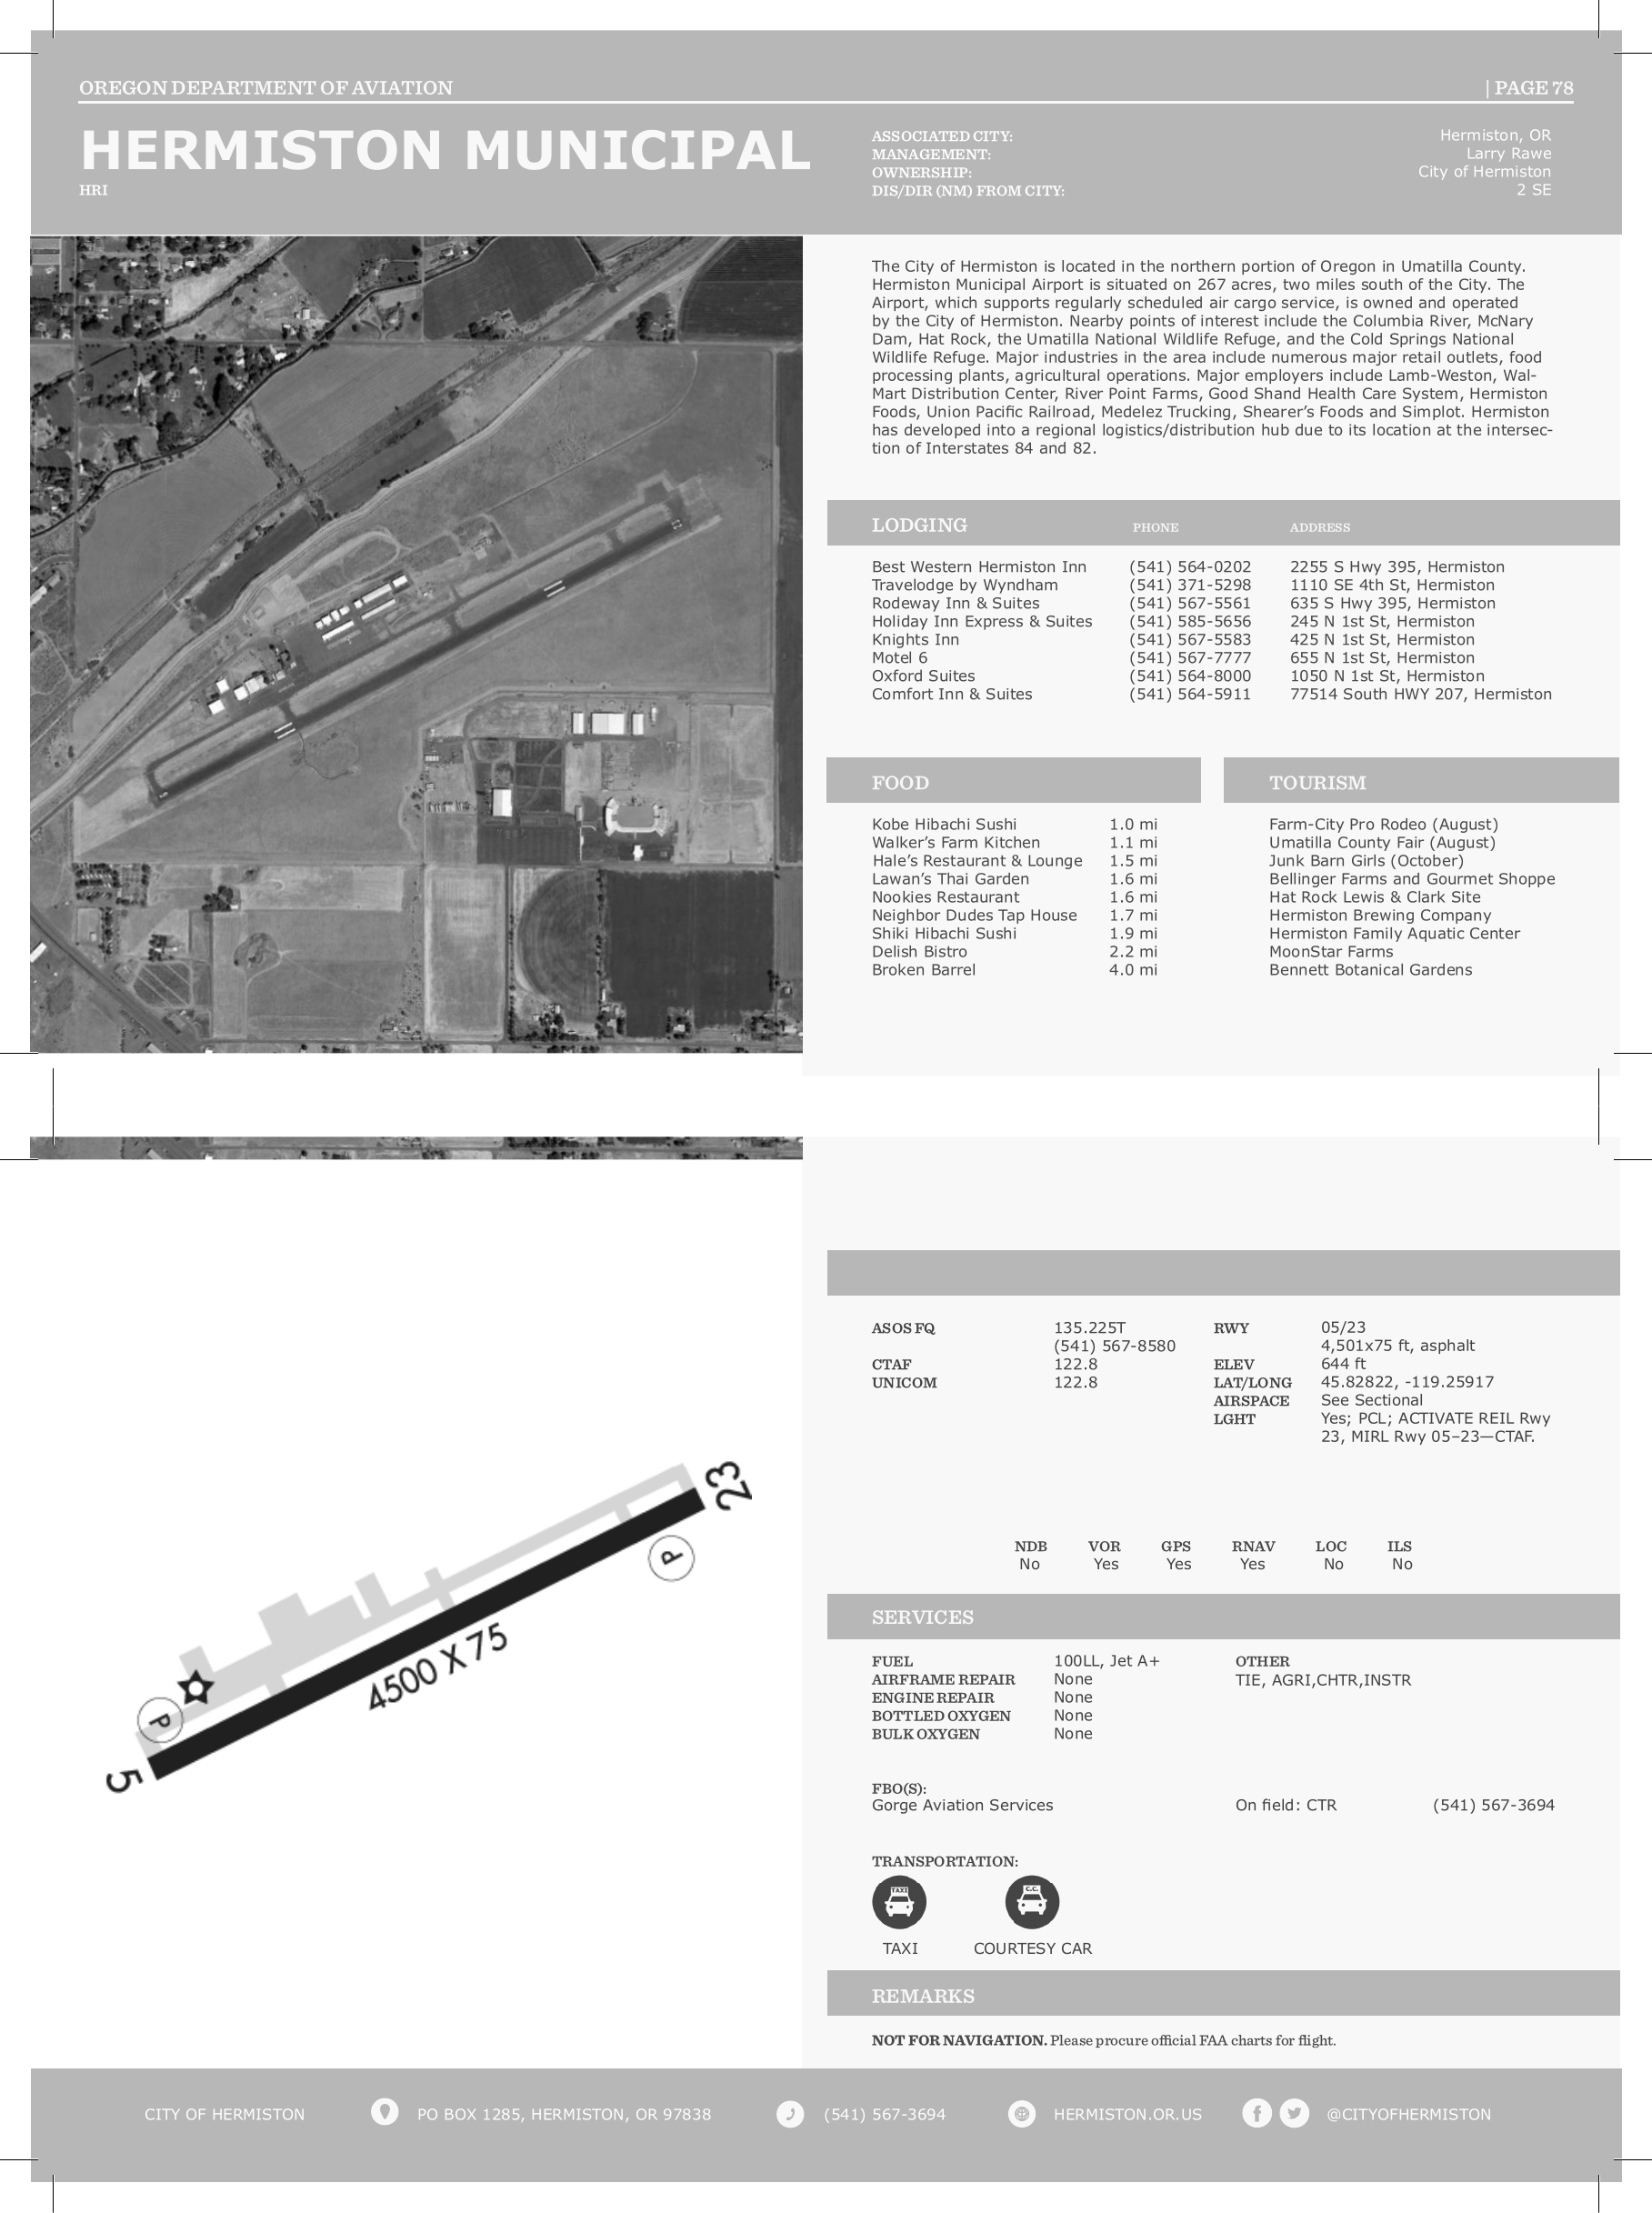 OREGON DEPARTMENT OF AVIATION | PAGE 78
HERMISTON MUNICIPAL
HRI
ASSOCIATED CITY: Hermiston, OR
MANAGEMENT: Larry Rawe
OWNERSHIP: City of Hermiston
DIS/DIR (NM) FROM CITY: 2 SE
The City of Hermiston is located in the northern portion of Oregon in Umatilla County.
Hermiston Municipal Airport is situated on 267 acres, two miles south of the City. The
Airport, which supports regularly scheduled air cargo service, is owned and operated
by the City of Hermiston. Nearby points of interest include the Columbia River, McNary
Dam, Hat Rock, the Umatilla National Wildlife Refuge, and the Cold Springs National
Wildlife Refuge. Major industries in the area include numerous major retail outlets, food
processing plants, agricultural operations. Major employers include Lamb-Weston, Wal-
Mart Distribution Center, River Point Farms, Good Shand Health Care System, Hermiston
Foods, Union Pacific Railroad, Medelez Trucking, Shearer's Foods and Simplot. Hermiston
has developed into a regional logistics/distribution hub due to its location at the intersec-
tion of Interstates 84 and 82.
LODGING PHONE ADDRESS
Best Western Hermiston Inn (541) 564-0202 2255 S Hwy 395, Hermiston
Travelodge by Wyndham (541) 371-5298 1110 SE 4th St, Hermiston
Rodeway Inn & Suites (541) 567-5561 635 S Hwy 395, Hermiston
Holiday Inn Express & Suites (541) 585-5656 245 N 1st St, Hermiston
Knights Inn (541) 567-5583 425 N 1st St, Hermiston
Motel 6 (541) 567-7777 655 N 1st St, Hermiston
Oxford Suites (541) 564-8000 1050 N 1st St, Hermiston
Comfort Inn & Suites (541) 564-5911 77514 South HWY 207, Hermiston
FOOD
Kobe Hibachi Sushi 1.0 mi
Walker's Farm Kitchen 1.1 mi
Hale's Restaurant & Lounge 1.5 mi
Lawan's Thai Garden 1.6 mi
Nookies Restaurant 1.6 mi
Neighbor Dudes Tap House 1.7 mi
Shiki Hibachi Sushi 1.9 mi
Delish Bistro 2.2 mi
Broken Barrel 4.0 mi
TOURISM
Farm-City Pro Rodeo (August)
Umatilla County Fair (August)
Junk Barn Girls (October)
Bellinger Farms and Gourmet Shoppe
Hat Rock Lewis & Clark Site
Hermiston Brewing Company
Hermiston Family Aquatic Center
MoonStar Farms
Bennett Botanical Gardens
23
P
4500 X 75
P
5
ASOS FQ 135.225T
(541) 567-8580
CTAF 122.8
UNICOM 122.8
RWY 05/23
4,501x75 ft, asphalt
ELEV 644 ft
LAT/LONG 45.82822, -119.25917
AIRSPACE See Sectional
LGHT Yes; PCL; ACTIVATE REIL Rwy
23, MIRL Rwy 05–23—CTAF.
NDB VOR GPS RNAV LOC ILS
No Yes Yes Yes No No
SERVICES
FUEL 100LL, Jet A+
AIRFRAME REPAIR None
ENGINE REPAIR None
BOTTLED OXYGEN None
BULK OXYGEN None
OTHER
TIE, AGRI,CHTR,INSTR
FBO(S):
Gorge Aviation Services On field: CTR (541) 567-3694
TRANSPORTATION:
TAXI C.C.
TAXI COURTESY CAR
REMARKS
NOT FOR NAVIGATION. Please procure official FAA charts for flight.
CITY OF HERMISTON PO BOX 1285, HERMISTON, OR 97838 (541) 567-3694 HERMISTON.OR.US @CITYOFHERMISTON